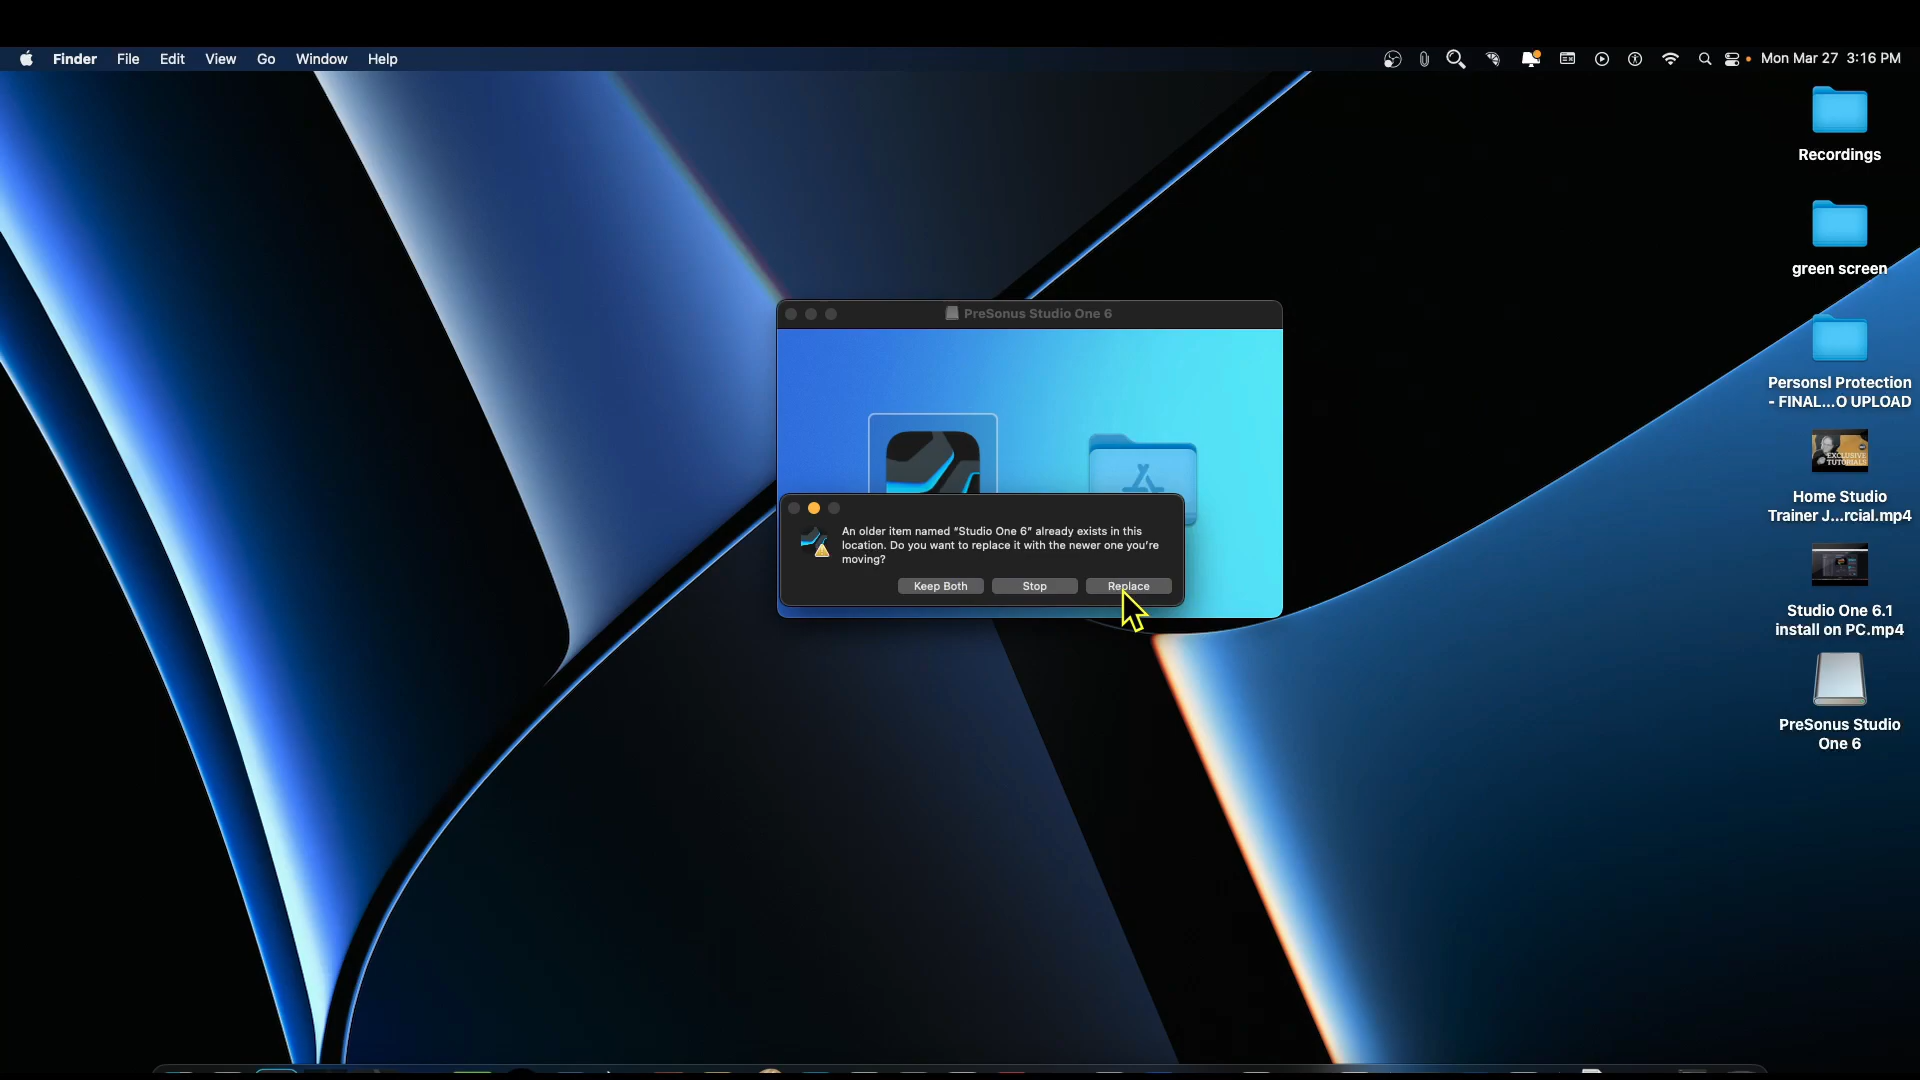 Finder File Edit View Go Window Help Mon Mar 27 3:16 PM
Recordings
green screen
Personsl Protection
- FINAL...O UPLOAD
EXCLUSIVE
TUTORIALS
Home Studio
Trainer J...rcial.mp4
Studio One 6.1
install on PC.mp4
PreSonus Studio
One 6
PreSonus Studio One 6
An older item named "Studio One 6" already exists in this
location. Do you want to replace it with the newer one you're
moving?
Keep Both Stop Replace